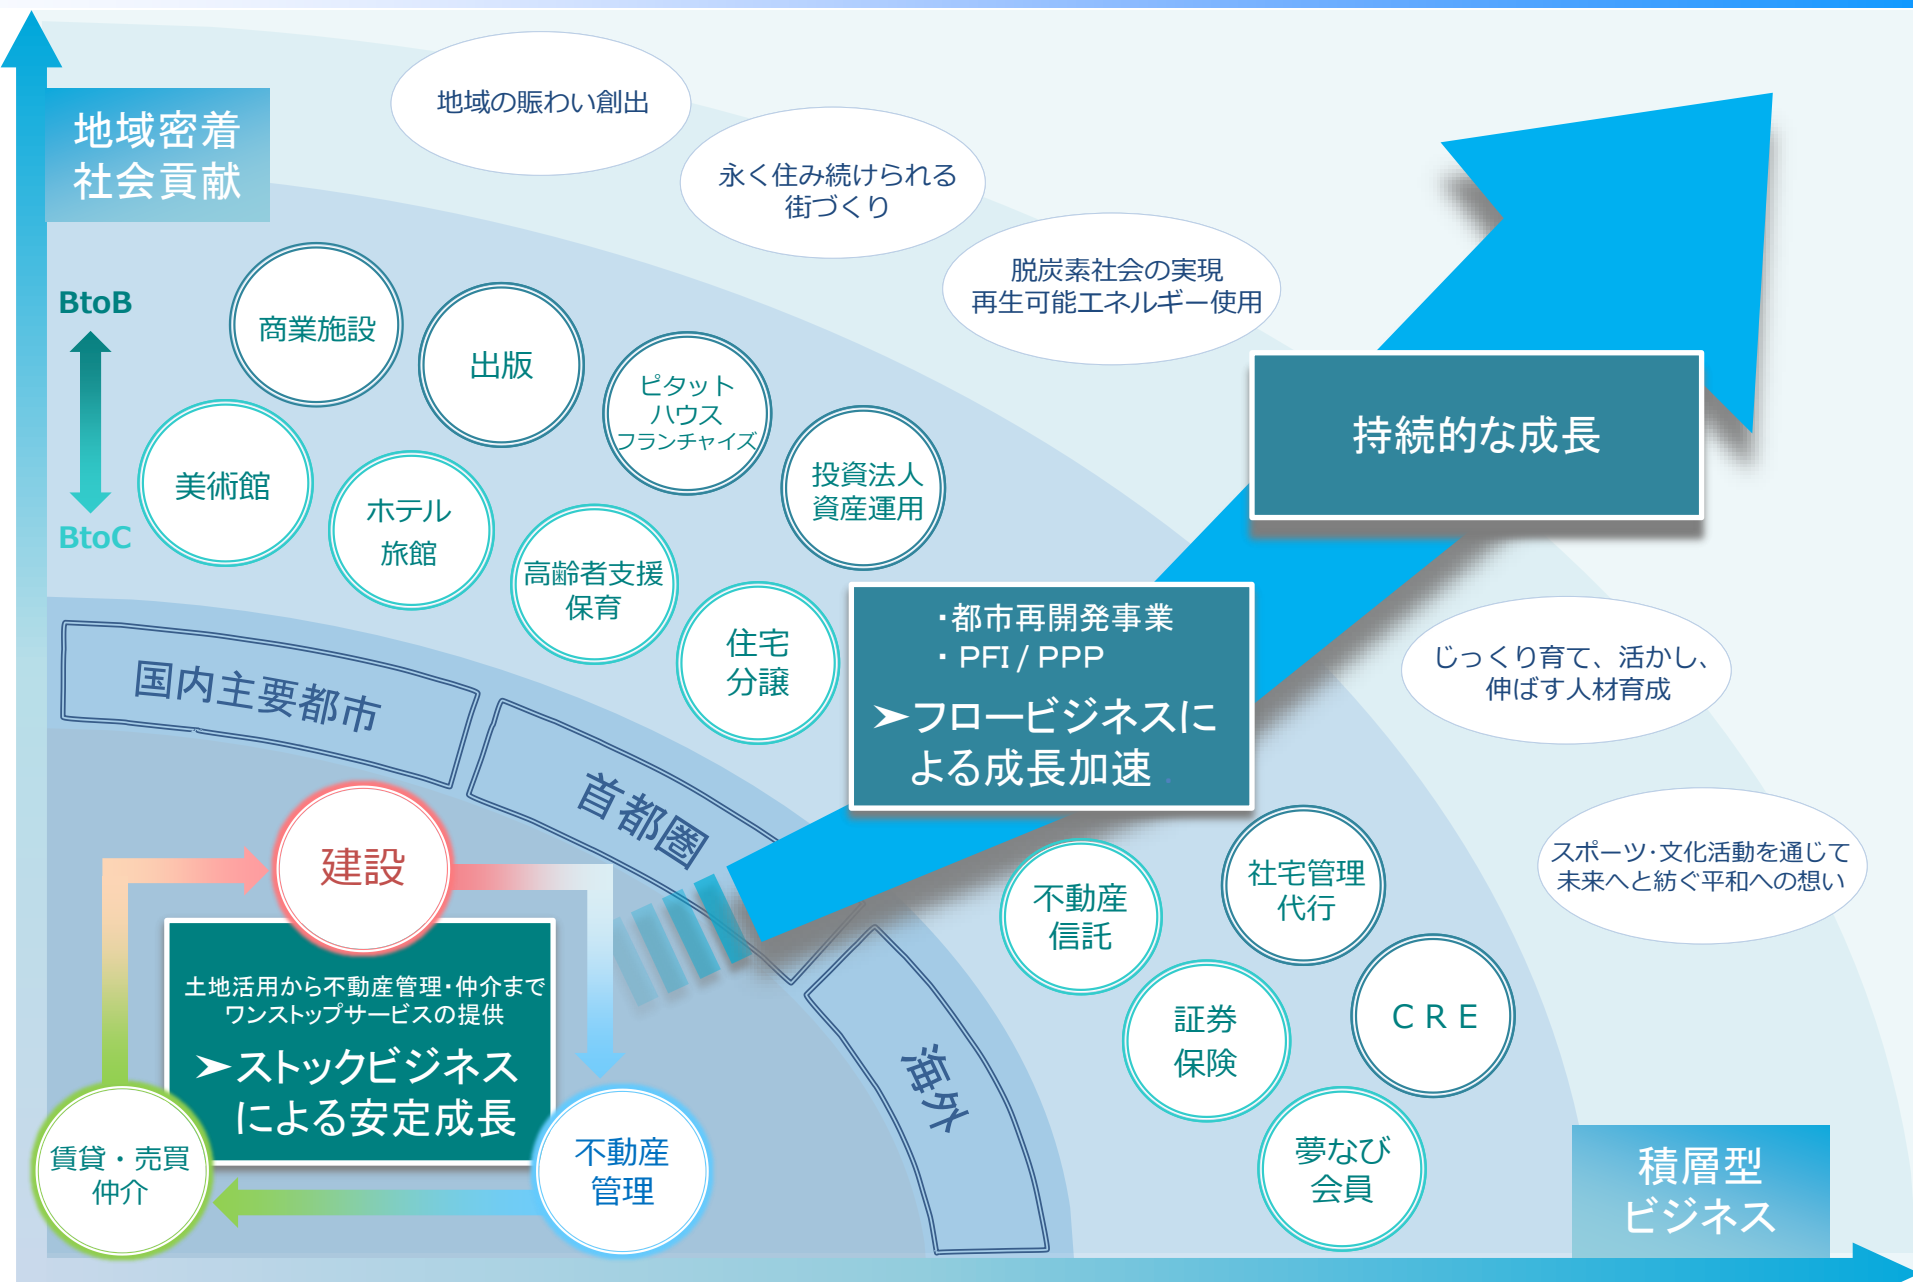 地域密着
社会貢献
地域の賑わい創出
永く住み続けられる
街づくり
脱炭素社会の実現
再生可能エネルギー使用
BtoB
BtoC
商業施設
出版
ピタット
ハウス
フランチャイズ
投資法人
資産運用
美術館
ホテル
旅館
高齢者支援
保育
住宅
分譲
持続的な成長
・都市再開発事業
・PFI / PPP
➤フロービジネスに
よる成長加速
じっくり育て、活かし、
伸ばす人材育成
スポーツ・文化活動を通じて
未来へと紡ぐ平和への想い
国内主要都市
首都圏
海外
建設
土地活用から不動産管理・仲介まで
ワンストップサービスの提供
➤ストックビジネス
による安定成長
賃貸・売買
仲介
不動産
管理
不動産
信託
社宅管理
代行
証券
保険
ＣＲＥ
夢なび
会員
積層型
ビジネス